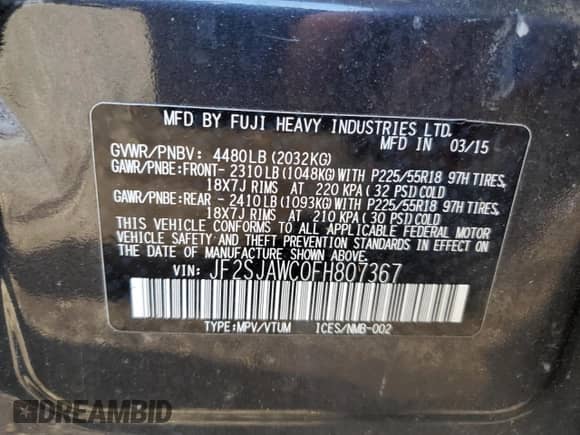 MFD BY FUJI HEAVY INDUSTRIES LTD.
MFD IN 03/15
GVWR/PNBV: 4480LB(2032KG)
GAWR/PNBE:FRONT- 2310LB(1048KG)WITH P225/55R18 97H TIRES,
18X7J RIMS AT 220 KPA(32 PSI)COLD
GAWR/PNBE:REAR - 2410LB(1093KG)WITH P225/55R18 97H TIRES,
18X7J RIMS AT 210 KPA(30 PSI)COLD
THIS VEHICLE CONFORMS TO ALL APPLICABLE FEDERAL MOTOR
VEHICLE SAFETY AND THEFT PREVENTION STANDARDS IN EFFECT ON
THE DATE OF MANUFACTURE SHOWN ABOVE.
VIN: JF2SJAWC0FH807367
TYPE:MPV/VTUM ICES/NMB-002
DREAMBID